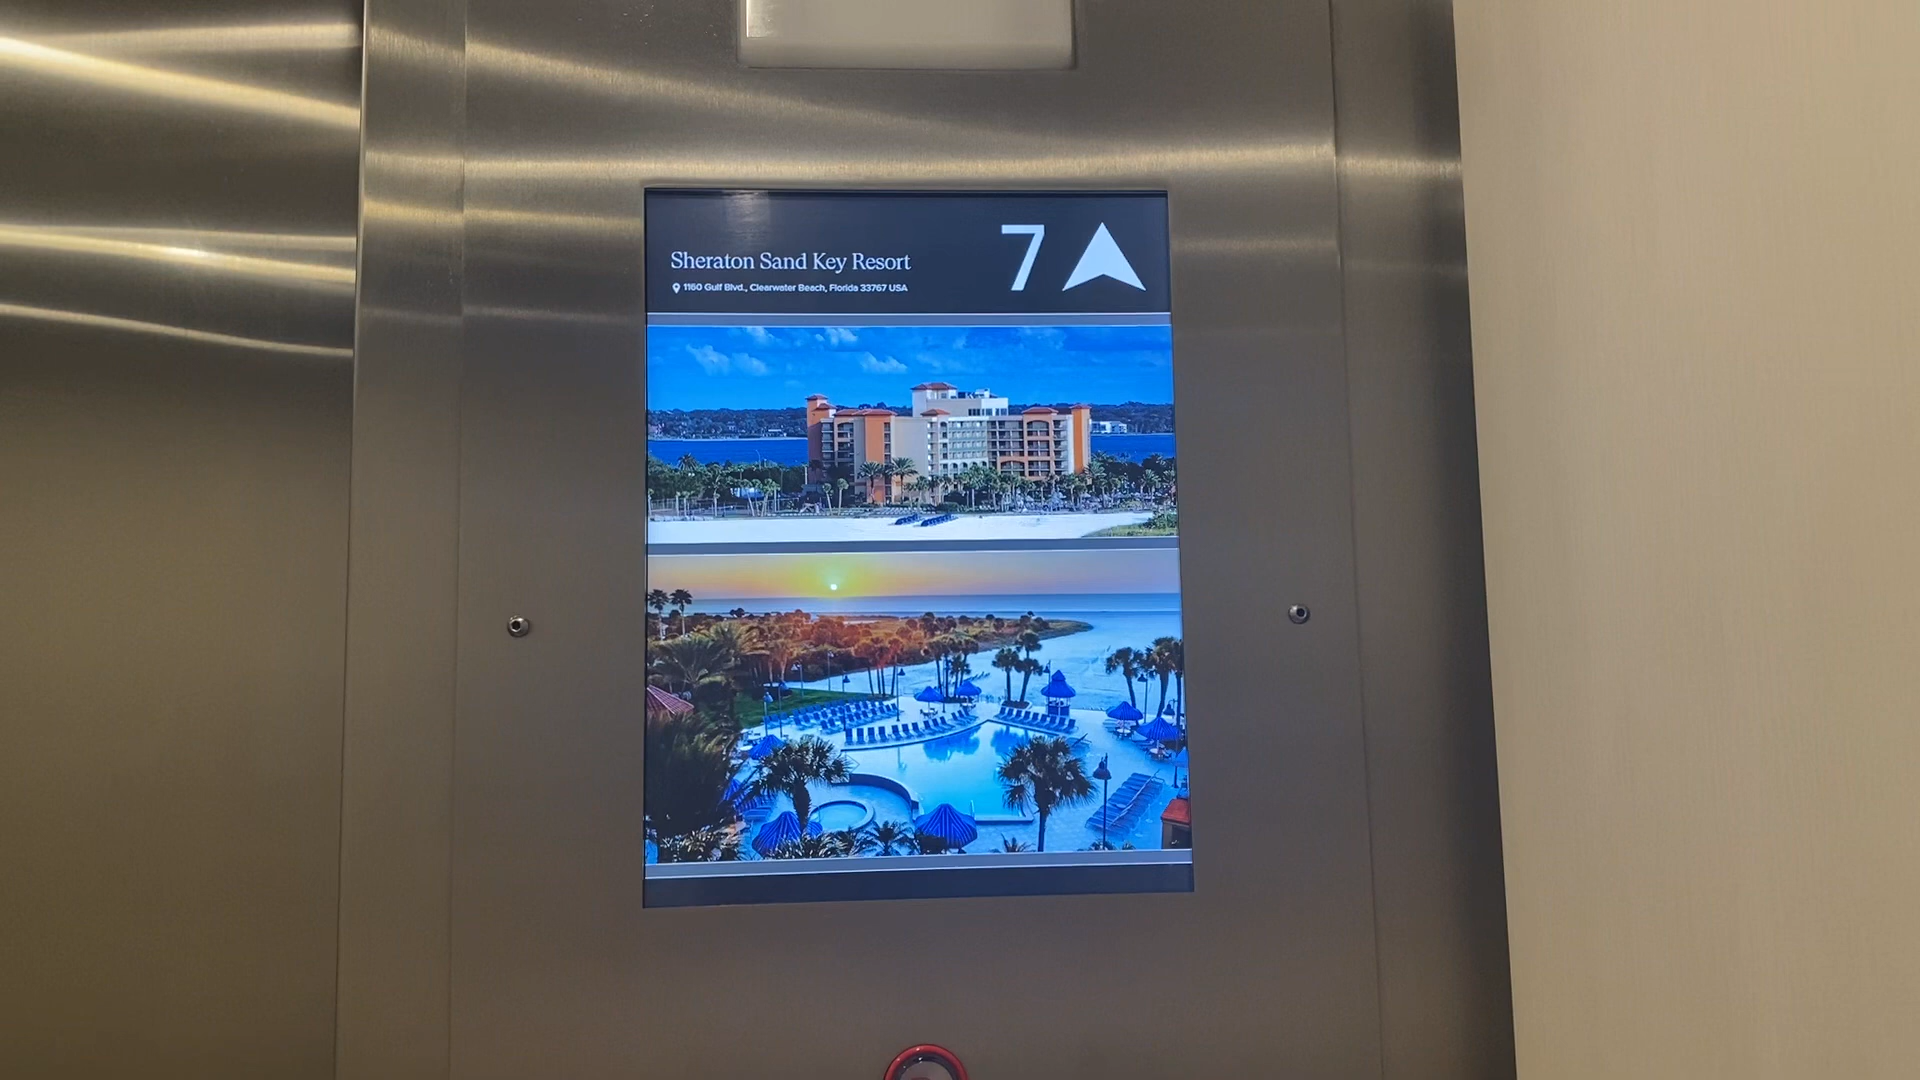 Sheraton Sand Key Resort
1160 Gulf Blvd., Clearwater Beach, Florida 33767 USA
7